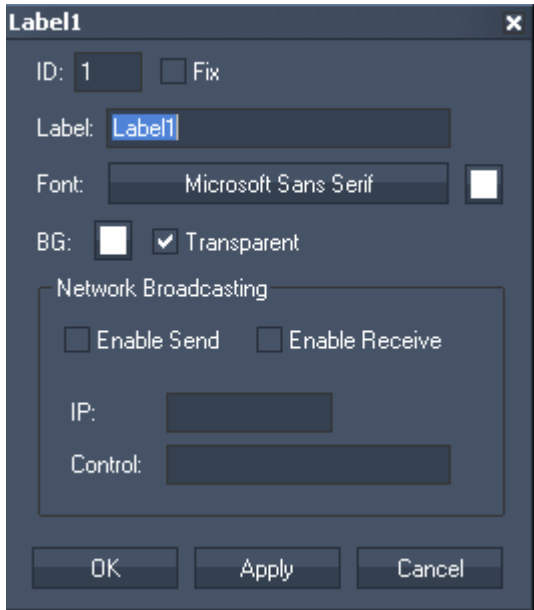 Label1
ID: 1 Fix
Label: Label1
Font: Microsoft Sans Serif
BG: Transparent
Network Broadcasting
Enable Send Enable Receive
IP:
Control:
OK Apply Cancel